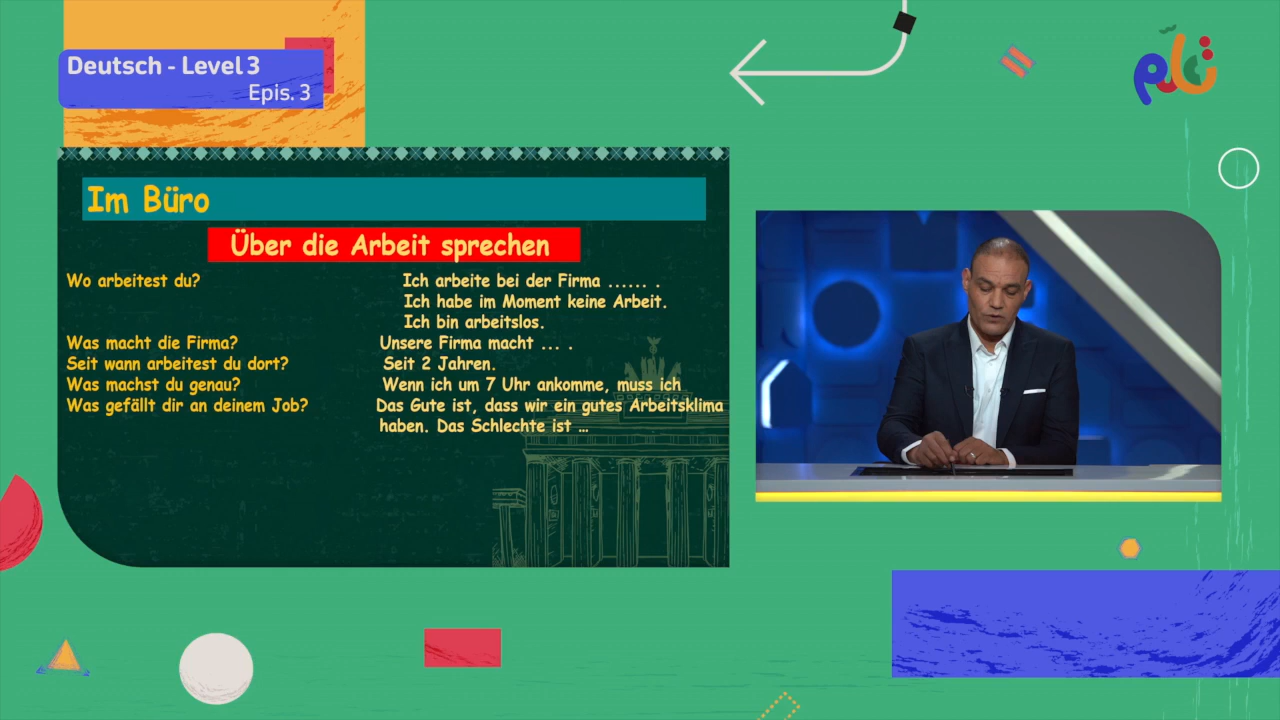 Deutsch - Level 3
Epis. 3
Im Büro
Über die Arbeit sprechen
Wo arbeitest du? Ich arbeite bei der Firma ...... .
Ich habe im Moment keine Arbeit.
Ich bin arbeitslos.
Was macht die Firma? Unsere Firma macht ... .
Seit wann arbeitest du dort? Seit 2 Jahren.
Was machst du genau? Wenn ich um 7 Uhr ankomme, muss ich
Was gefällt dir an deinem Job? Das Gute ist, dass wir ein gutes Arbeitsklima
haben. Das Schlechte ist …